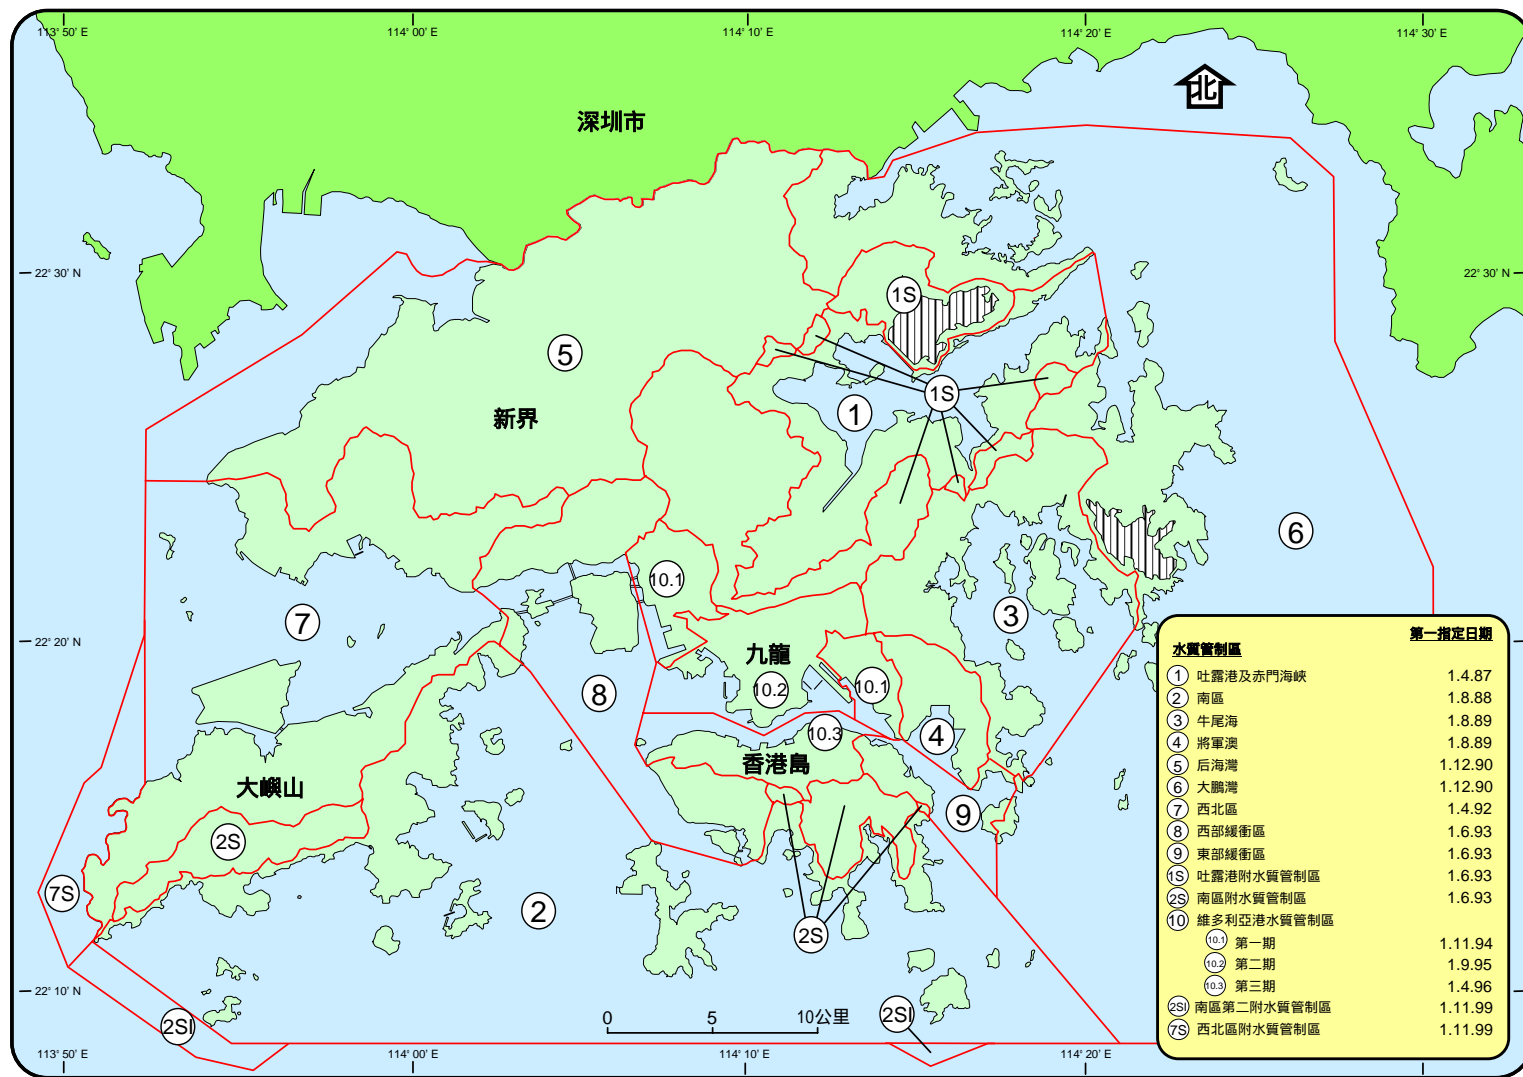 113° 50' E
114° 00' E
114° 10' E
114° 20' E
114° 30' E
北
深圳市
22° 30' N
22° 30' N
1S
5
1S
1
新界
6
10.1
3
7
九龍
10.2
10.1
8
10.3
4
香港島
大嶼山
9
2S
7S
2
2S
2SI
2SI
22° 20' N
22° 10' N
0 5 10公里
113° 50' E
114° 00' E
114° 10' E
114° 20' E
第一指定日期
水質管制區
1 吐露港及赤門海峽 1.4.87
2 南區 1.8.88
3 牛尾海 1.8.89
4 將軍澳 1.8.89
5 后海灣 1.12.90
6 大鵬灣 1.12.90
7 西北區 1.4.92
8 西部緩衝區 1.6.93
9 東部緩衝區 1.6.93
1S 吐露港附水質管制區 1.6.93
2S 南區附水質管制區 1.6.93
10 維多利亞港水質管制區
10.1 第一期 1.11.94
10.2 第二期 1.9.95
10.3 第三期 1.4.96
2SI 南區第二附水質管制區 1.11.99
7S 西北區附水質管制區 1.11.99